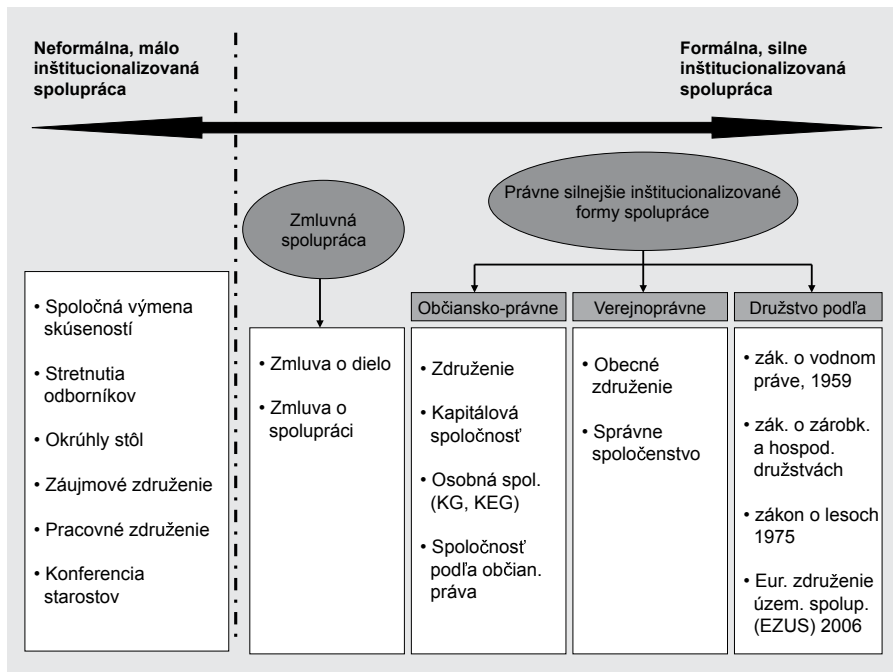 Neformálna, málo
inštitucionalizovaná
spolupráca
Formálna, silne
inštitucionalizovaná
spolupráca
Zmluvná
spolupráca
Právne silnejšie inštitucionalizované
formy spolupráce
• Spoločná výmena
skúseností
• Stretnutia
odborníkov
• Okrúhly stôl
• Záujmové združenie
• Pracovné združenie
• Konferencia
starostov
• Zmluva o dielo
• Zmluva o
spolupráci
Občiansko-právne
• Združenie
• Kapitálová
spoločnosť
• Osobná spol.
(KG, KEG)
• Spoločnosť
podľa občian.
práva
Verejnoprávne
• Obecné
združenie
• Správne
spoločenstvo
Družstvo podľa
• zák. o vodnom
práve, 1959
• zák. o zárobk.
a hospod.
družstvách
• zákon o lesoch
1975
• Eur. združenie
územ. spolup.
(EZUS) 2006